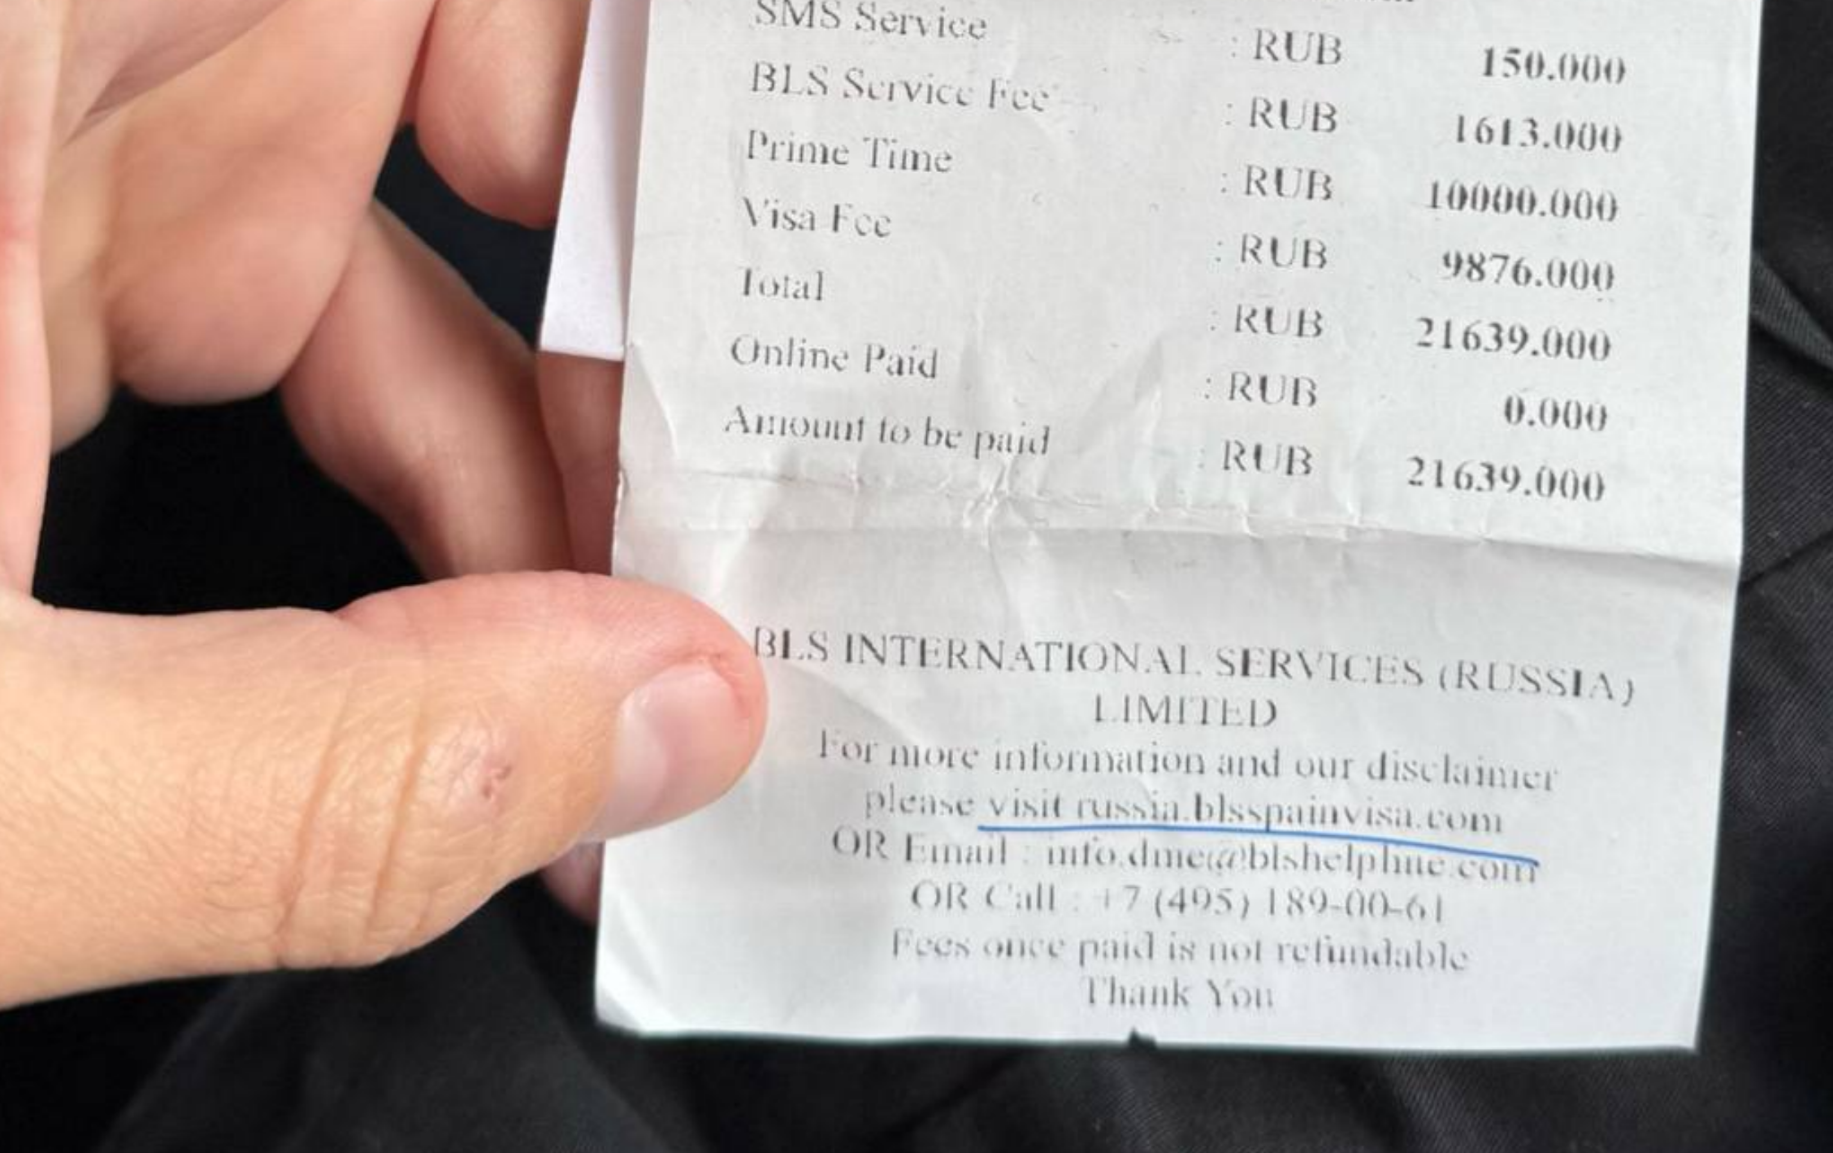 SMS Service : RUB 150.000
BLS Service Fee : RUB 1613.000
Prime Time : RUB 10000.000
Visa Fee : RUB 9876.000
Total : RUB 21639.000
Online Paid : RUB 0.000
Amount to be paid : RUB 21639.000
BLS INTERNATIONAL SERVICES (RUSSIA)
LIMITED
For more information and our disclaimer
please visit russia.blsspainvisa.com
OR Email : info.dme@blshelpline.com
OR Call : +7 (495) 189-00-61
Fees once paid is not refundable
Thank You